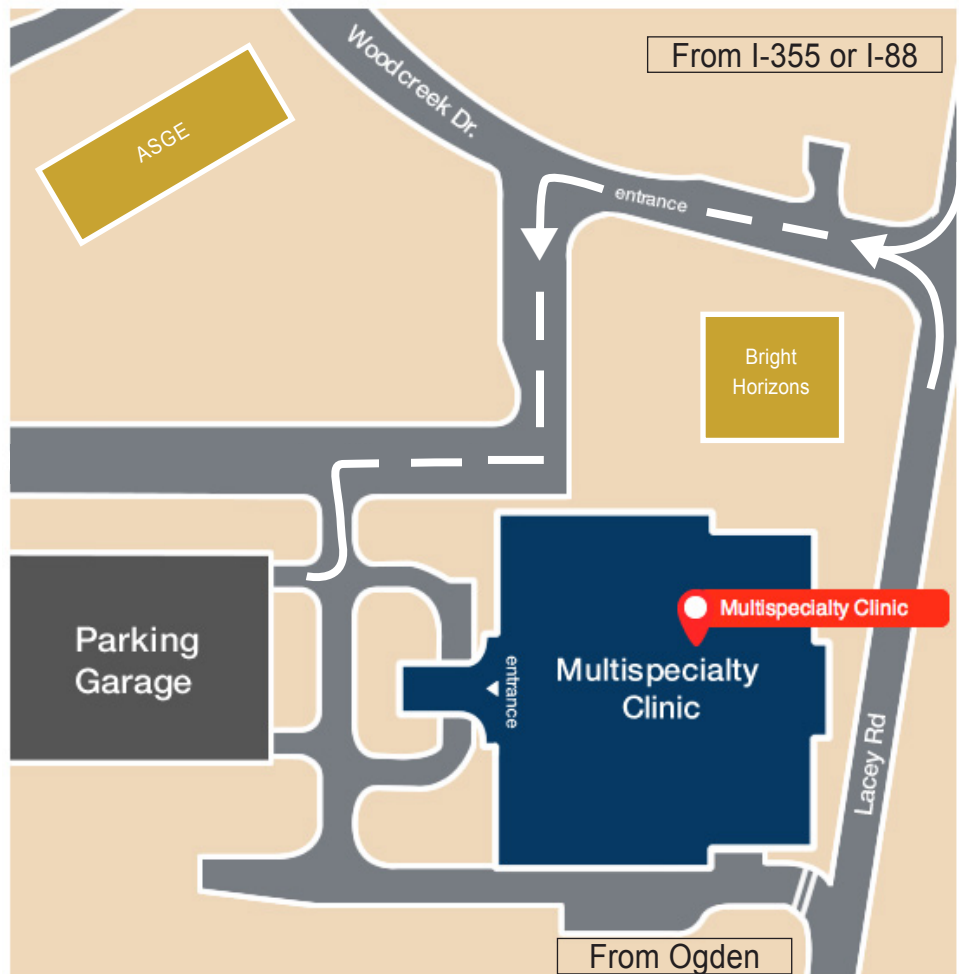 From I-355 or I-88
Woodcreek Dr.
ASGE
entrance
Bright
Horizons
Multispecialty Clinic
Parking
Garage
entrance
Multispecialty
Clinic
Lacey Rd
From Ogden